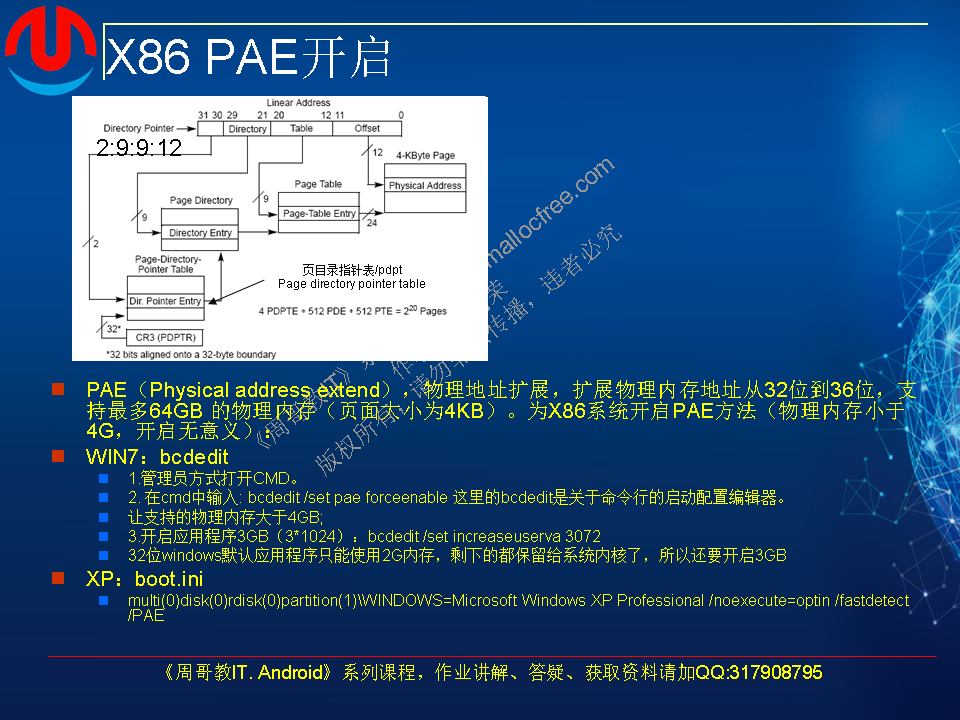 X86 PAE开启
Linear Address
31 30 29 21 20 12 11 0
Directory Pointer
Directory Table Offset
2:9:9:12
12
4-KByte Page
Page Table
Physical Address
Page Directory
9
9
Page-Table Entry
24
Directory Entry
2
Page-Directory-
Pointer Table
页目录指针表/pdpt
Page directory pointer table
Dir. Pointer Entry
4 PDPTE * 512 PDE * 512 PTE = 2^20 Pages
32*
CR3 (PDPTR)
*32 bits aligned onto a 32-byte boundary
mallocfree.com
《周哥教IT》
版权所有,请勿 传播,违者必究
PAE(Physical address extend),物理地址扩展,扩展物理内存地址从32位到36位,支
持最多64GB 的物理内存(页面大小为4KB)。为X86系统开启PAE方法(物理内存小于
4G,开启无意义):
WIN7:bcdedit
1.管理员方式打开CMD。
2. 在cmd中输入: bcdedit /set pae forceenable 这里的bcdedit是关于命令行的启动配置编辑器。
让支持的物理内存大于4GB;
3.开启应用程序3GB(3*1024):bcdedit /set increaseuserva 3072
32位windows默认应用程序只能使用2G内存,剩下的都保留给系统内核了,所以还要开启3GB
XP:boot.ini
multi(0)disk(0)rdisk(0)partition(1)\WINDOWS=Microsoft Windows XP Professional /noexecute=optin /fastdetect
/PAE
《周哥教IT. Android》系列课程,作业讲解、答疑、获取资料请加QQ:317908795